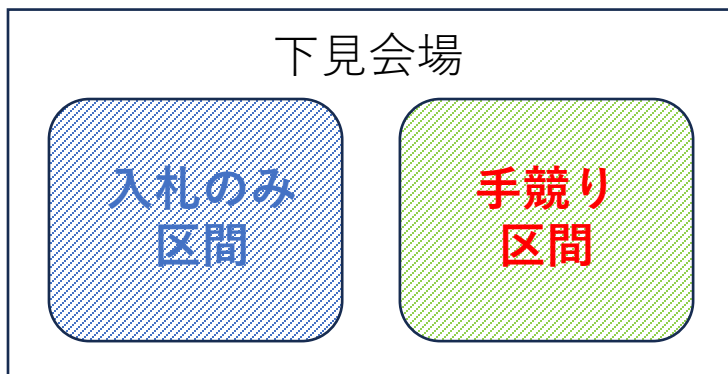 下見会場
入札のみ
区間
手競り
区間